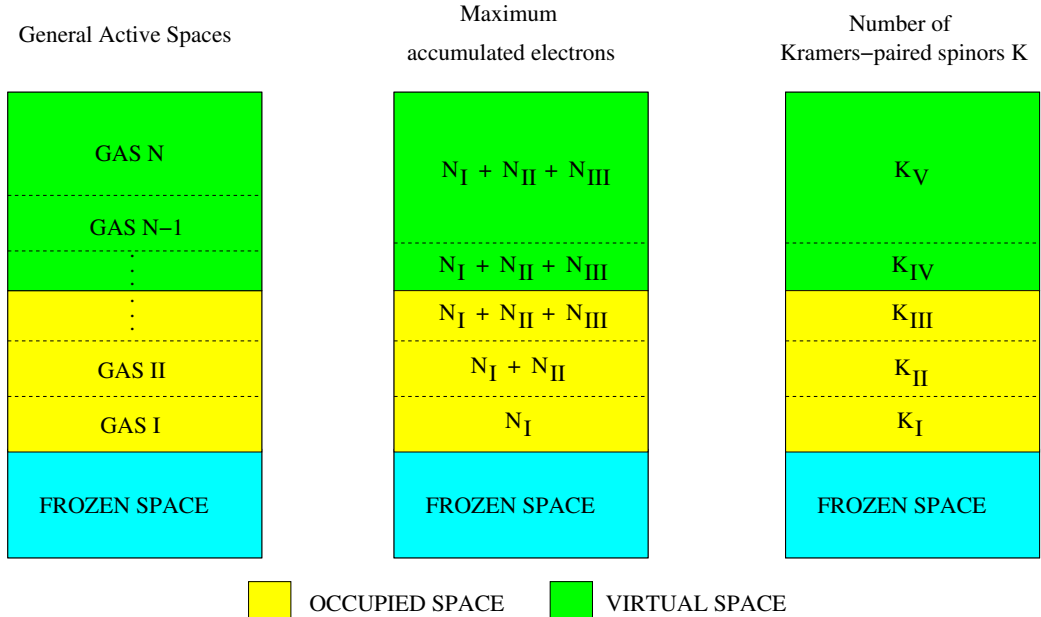 General Active Spaces
Maximum
accumulated electrons
Number of
Kramers−paired spinors K
GAS N
GAS N−1
GAS II
GAS I
FROZEN SPACE
N_I + N_II + N_III
N_I + N_II + N_III
N_I + N_II + N_III
N_I + N_II
N_I
FROZEN SPACE
K_V
K_IV
K_III
K_II
K_I
FROZEN SPACE
OCCUPIED SPACE
VIRTUAL SPACE